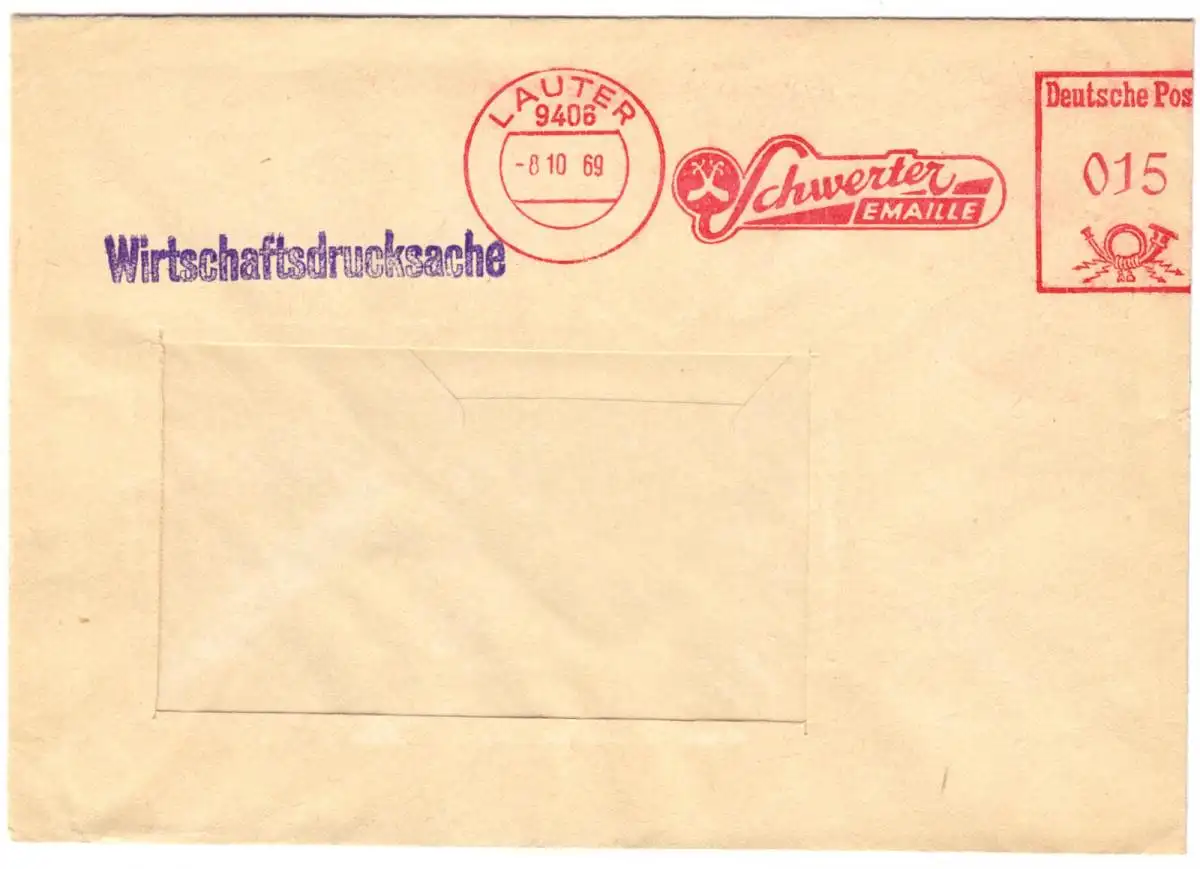 LAUTER
9406
-8 10 69
Schwerter
EMAILLE
Deutsche Pos
015
Wirtschaftsdrucksache